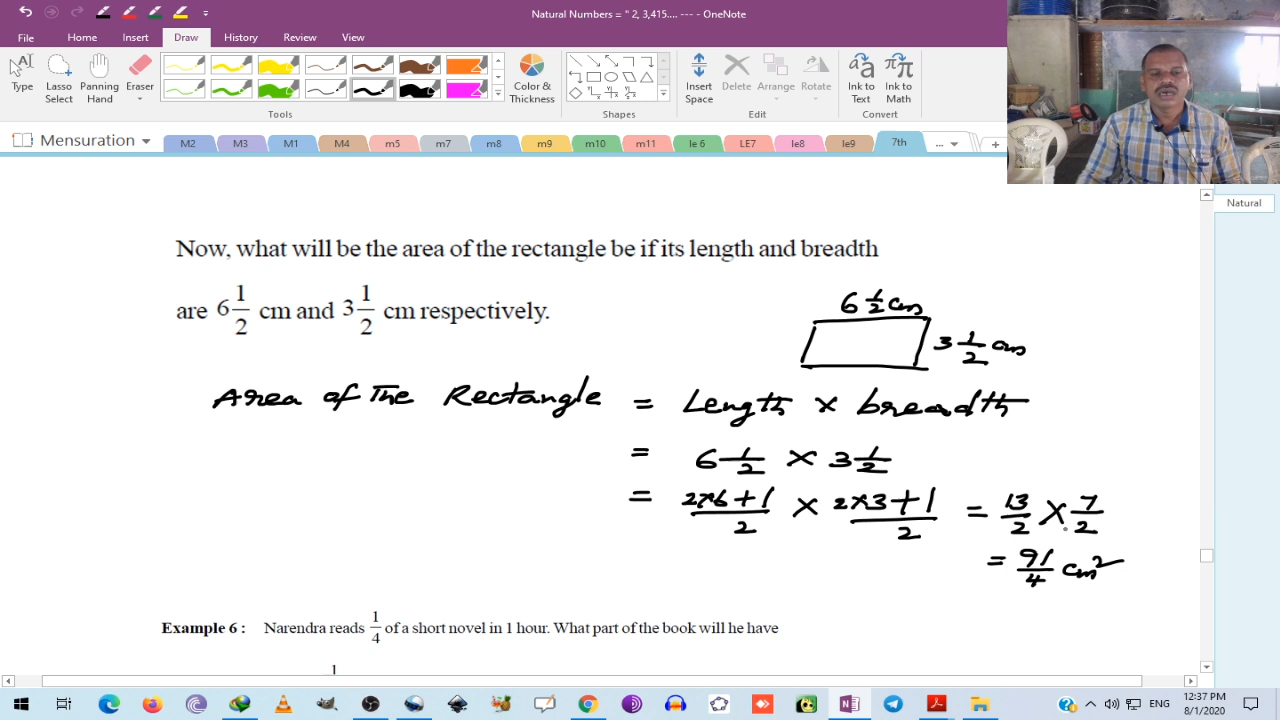 Natural Numbers = " 2, 3,415.... --- - OneNote
File Home Insert Draw History Review View
Type Lasso Select Panning Hand Eraser Color & Thickness Insert Space Delete Arrange Rotate Ink to Text Ink to Math
Tools Shapes Edit Convert
Mensuration M2 M3 M1 M4 m5 m7 m8 m9 m10 m11 le 6 LE7 le8 le9 7th ...
Natural
Now, what will be the area of the rectangle be if its length and breadth
are 6 1/2 cm and 3 1/2 cm respectively.
6 1/2 cm
3 1/2 cm
Area of The Rectangle = Length × breadth
= 6 1/2 × 3 1/2
= 2×6+1/2 × 2×3+1/2 = 13/2 × 7/2
= 91/4 cm²
Example 6 : Narendra reads 1/4 of a short novel in 1 hour. What part of the book will he have
1
12:37 PM
ENG
8/1/2020